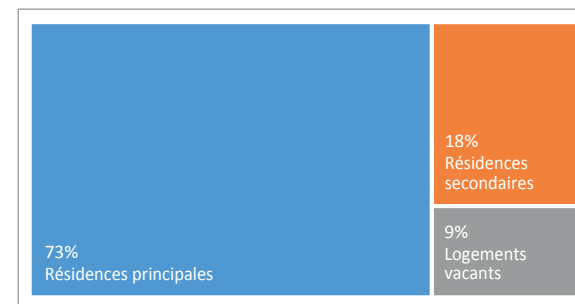 73%
Résidences principales
18%
Résidences
secondaires
9%
Logements
vacants